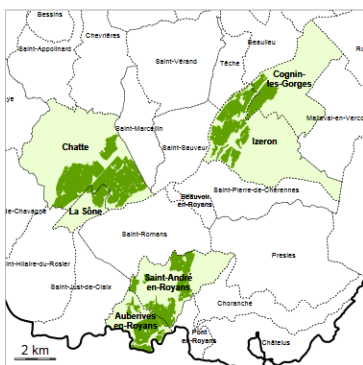 Bessins
Chevrières
Saint-Appolinard
Saint-Vérand
Têche
Beaulieu
Cognin-
les-Gorges
Malleval-en-Vercors
Saint-Marcellin
Chatte
Saint-Sauveur
Izeron
Saint-Pierre-de-Chérennes
Beauvoir
en-Royans
La Sône
Saint-Romans
Saint-Hilaire-du-Rosier
Saint-Just-de-Claix
Saint-André
en-Royans
Presles
Choranche
Auberives
en-Royans
Pont
en-Royans
Châtelus
2 km